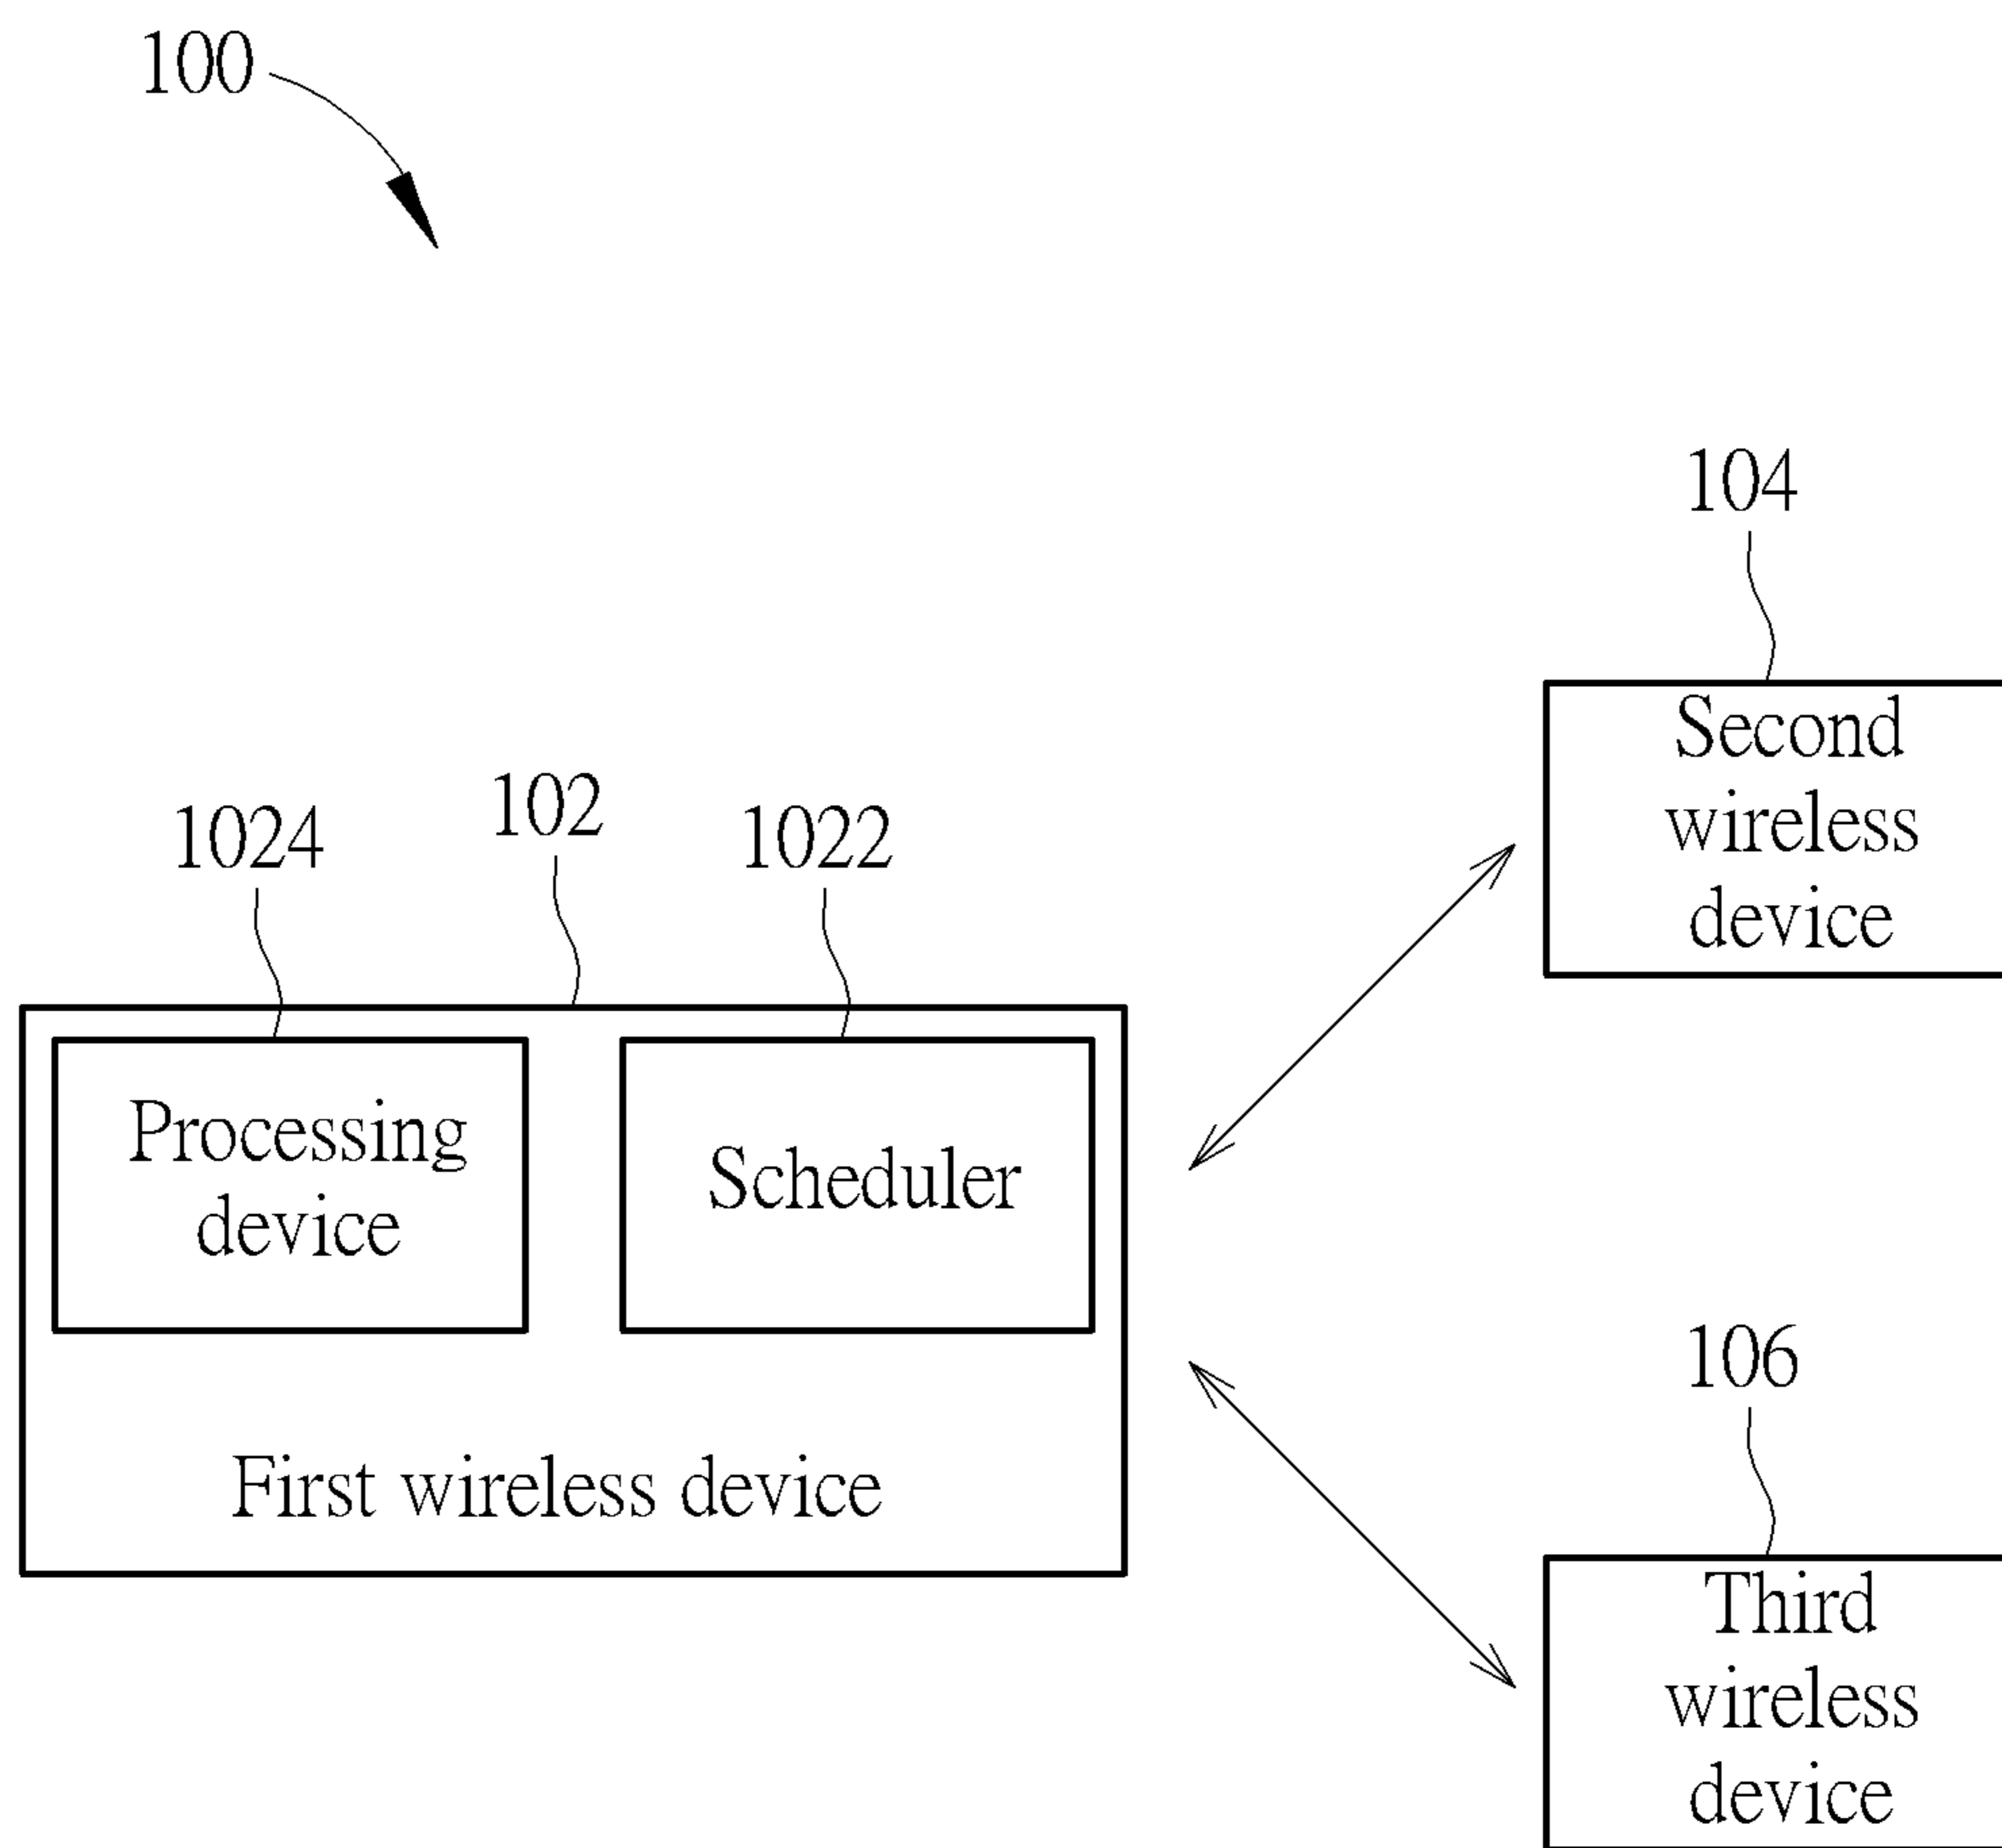 100
104
Second
wireless
device
1024
102
1022
Processing
device
Scheduler
First wireless device
106
Third
wireless
device